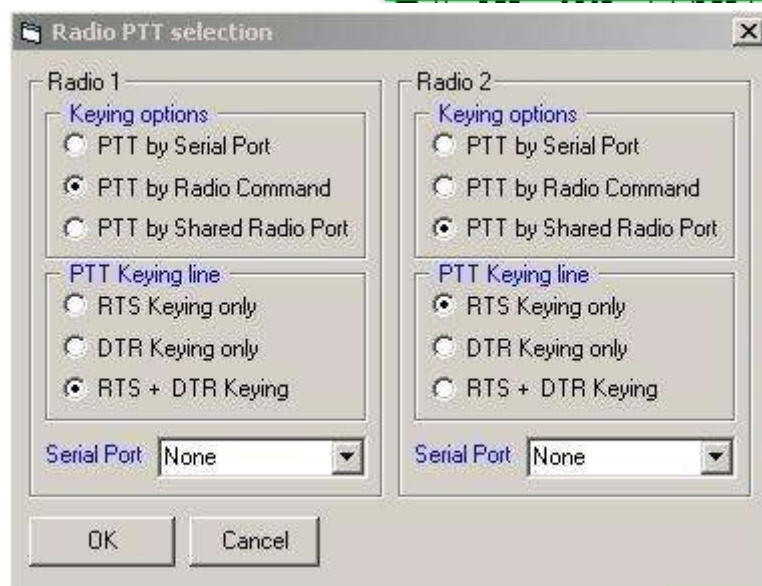 Radio PTT selection
Radio 1
Keying options
PTT by Serial Port
PTT by Radio Command
PTT by Shared Radio Port
PTT Keying line
RTS Keying only
DTR Keying only
RTS + DTR Keying
Serial Port None
Radio 2
Keying options
PTT by Serial Port
PTT by Radio Command
PTT by Shared Radio Port
PTT Keying line
RTS Keying only
DTR Keying only
RTS + DTR Keying
Serial Port None
OK
Cancel